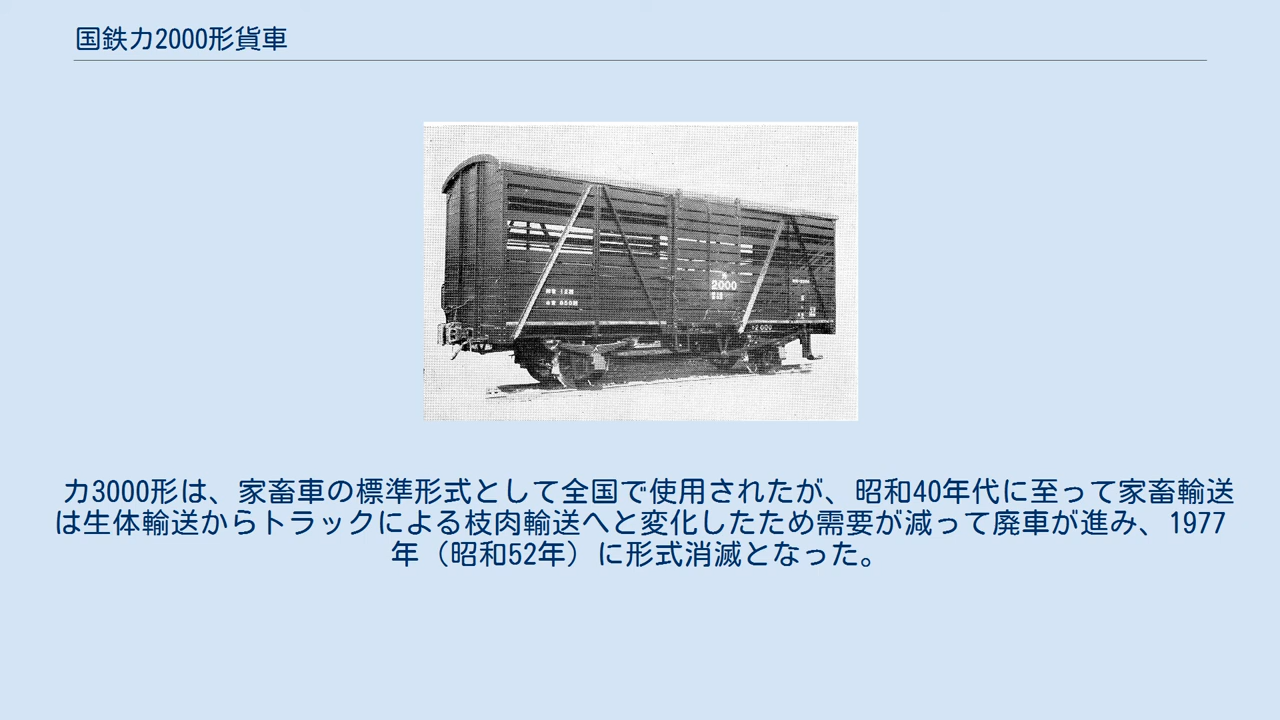 国鉄カ2000形貨車
2000
カ3000形は、家畜車の標準形式として全国で使用されたが、昭和40年代に至って家畜輸送
は生体輸送からトラックによる枝肉輸送へと変化したため需要が減って廃車が進み、1977
年（昭和52年）に形式消滅となった。